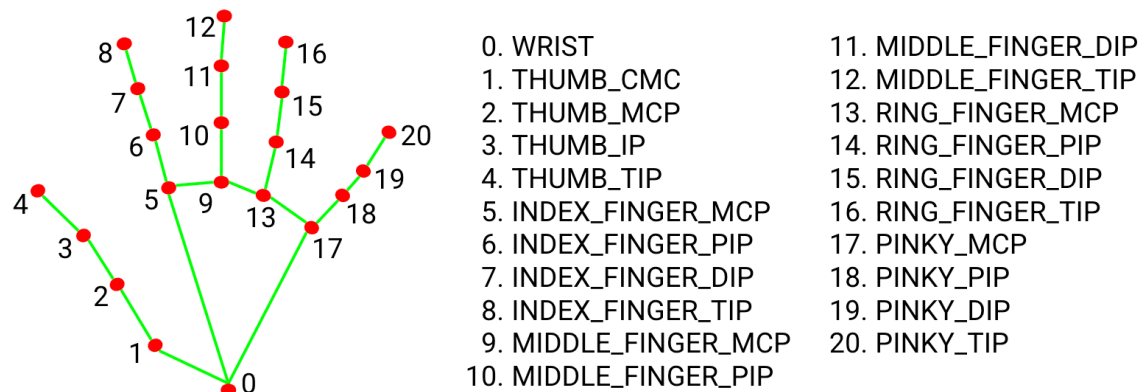 12
8
16
11
7
15
10
20
6
14
19
4
5
9
13
18
3
17
2
1
0
0. WRIST
1. THUMB_CMC
2. THUMB_MCP
3. THUMB_IP
4. THUMB_TIP
5. INDEX_FINGER_MCP
6. INDEX_FINGER_PIP
7. INDEX_FINGER_DIP
8. INDEX_FINGER_TIP
9. MIDDLE_FINGER_MCP
10. MIDDLE_FINGER_PIP
11. MIDDLE_FINGER_DIP
12. MIDDLE_FINGER_TIP
13. RING_FINGER_MCP
14. RING_FINGER_PIP
15. RING_FINGER_DIP
16. RING_FINGER_TIP
17. PINKY_MCP
18. PINKY_PIP
19. PINKY_DIP
20. PINKY_TIP